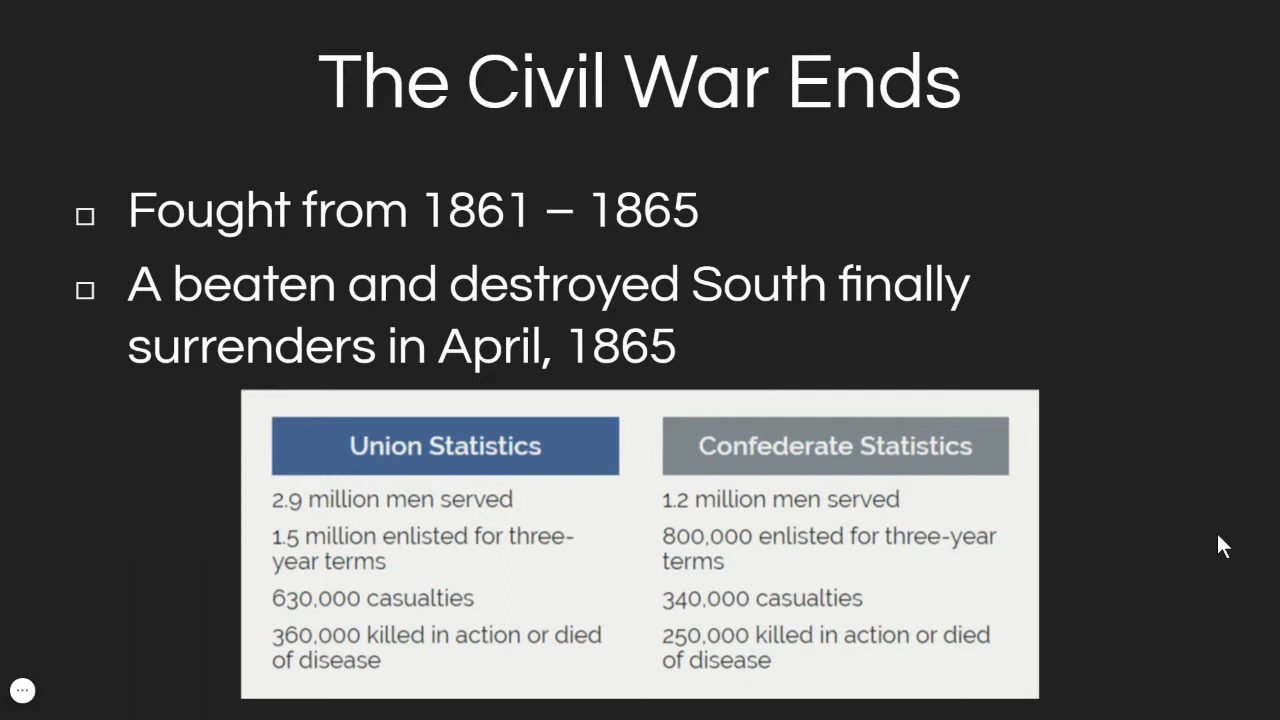 The Civil War Ends
Fought from 1861 – 1865
A beaten and destroyed South finally
surrenders in April, 1865
Union Statistics
2.9 million men served
1.5 million enlisted for three-
year terms
630,000 casualties
360,000 killed in action or died
of disease
Confederate Statistics
1.2 million men served
800,000 enlisted for three-year
terms
340,000 casualties
250,000 killed in action or died
of disease